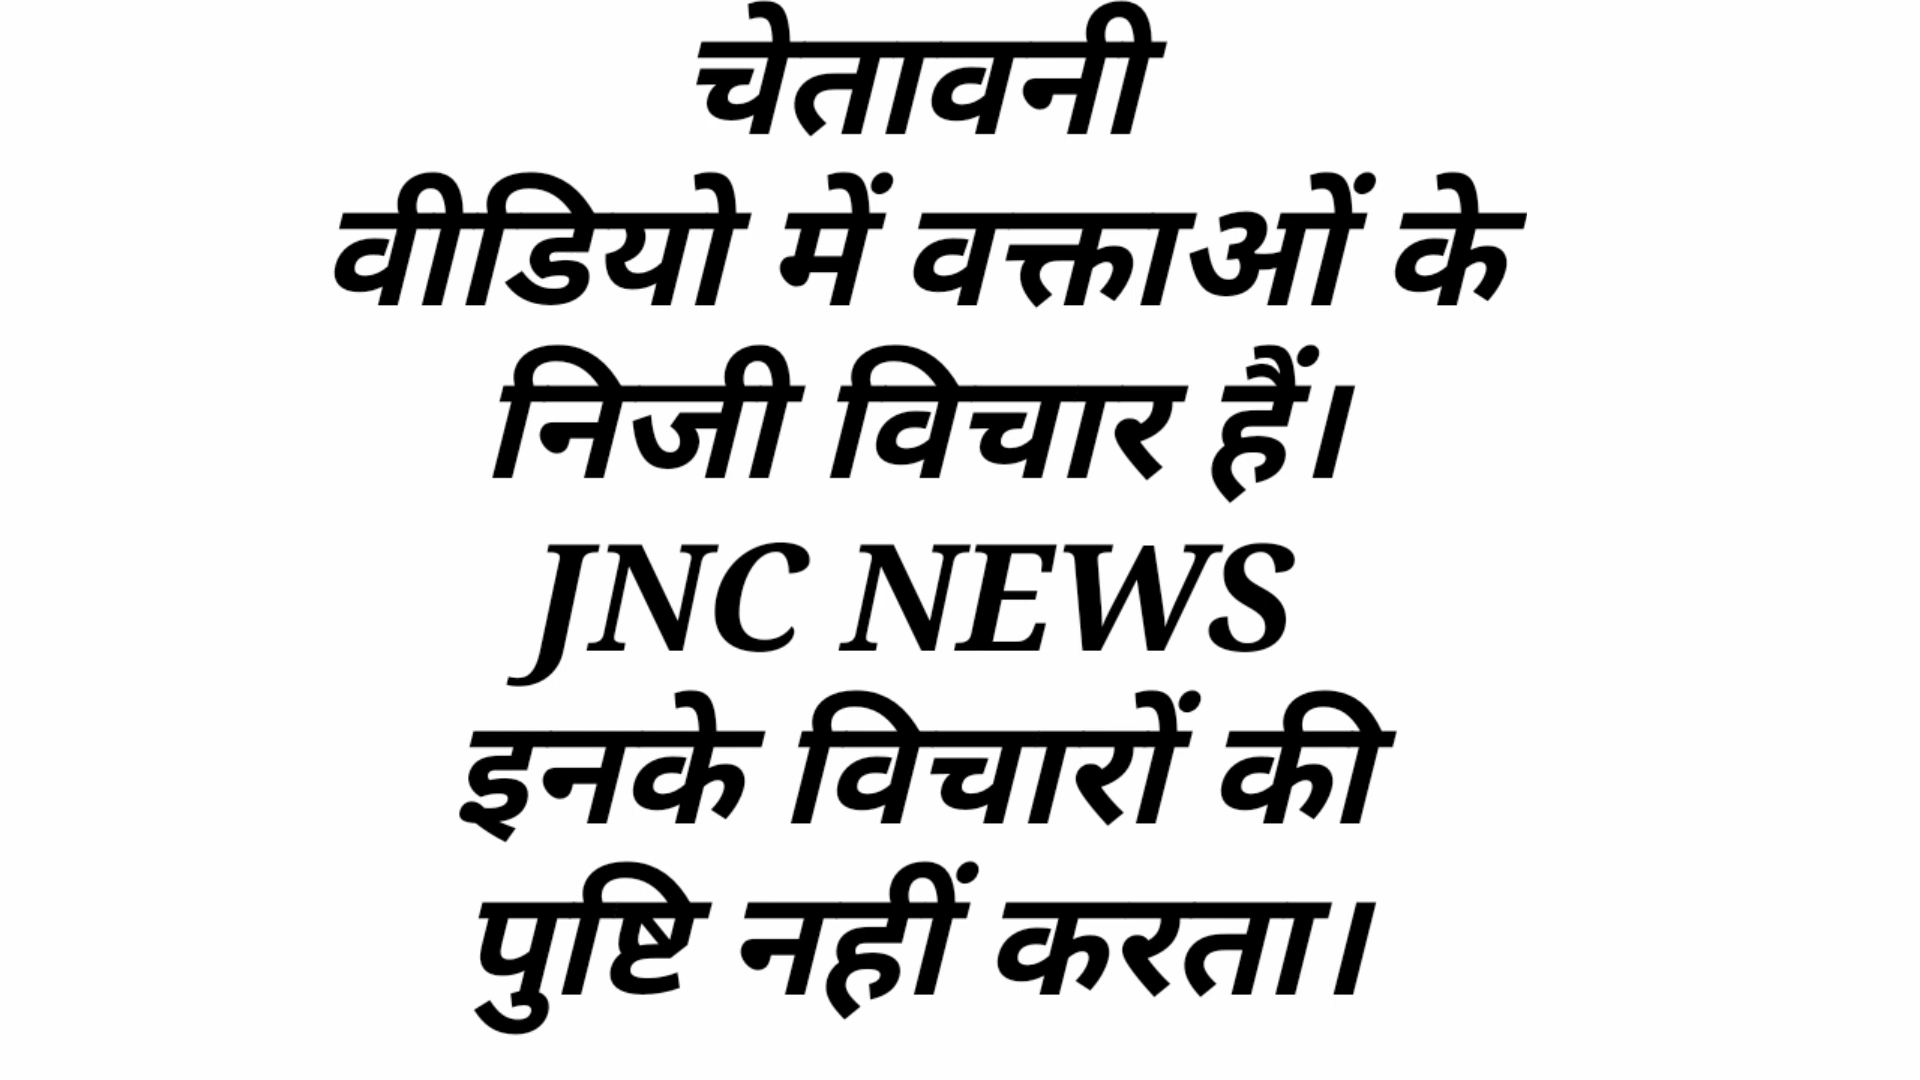 चेतावनी
वीडियो में वक्ताओं के
निजी विचार हैं।
JNC NEWS
इनके विचारों की
पुष्टि नहीं करता।